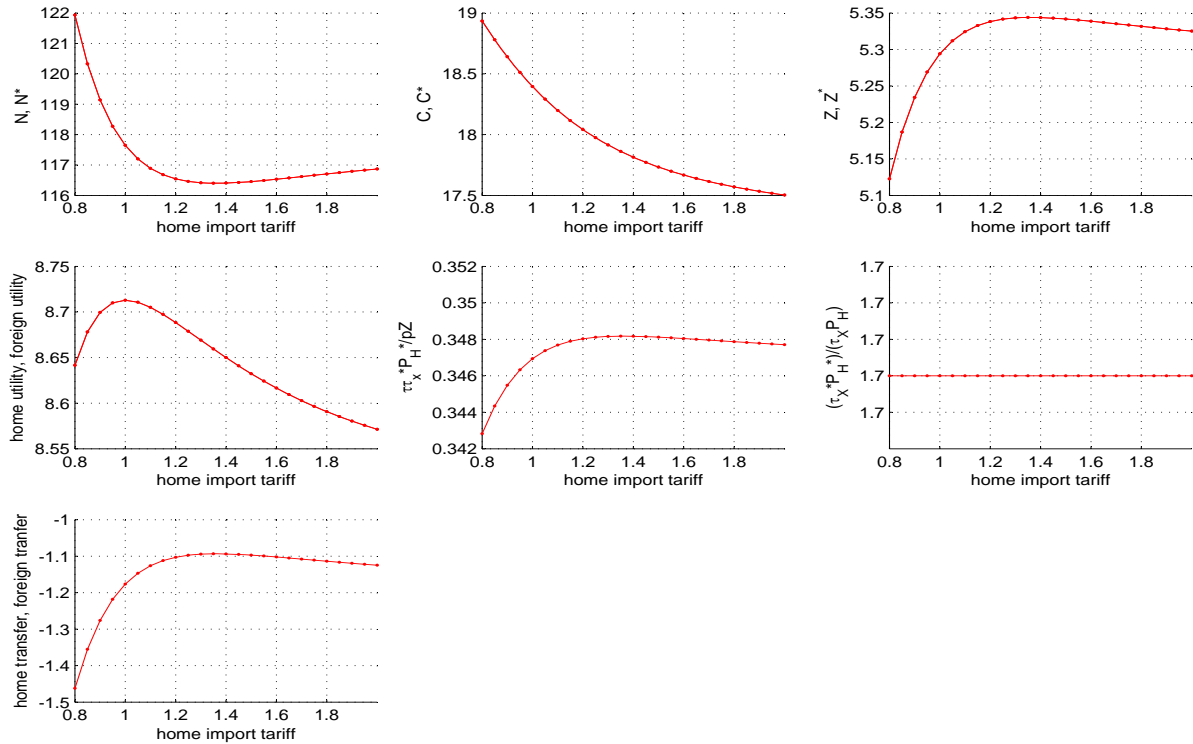 122
121
120
119
118
117
116
N, N*
0.8 1 1.2 1.4 1.6 1.8
home import tariff
19
18.5
18
17.5
C, C*
0.8 1 1.2 1.4 1.6 1.8
home import tariff
5.35
5.3
5.25
5.2
5.15
5.1
Z, Z*
0.8 1 1.2 1.4 1.6 1.8
home import tariff
8.75
8.7
8.65
8.6
8.55
home utility, foreign utility
0.8 1 1.2 1.4 1.6 1.8
home import tariff
0.352
0.35
0.348
0.346
0.344
0.342
ττ_X*P_H*/pZ
0.8 1 1.2 1.4 1.6 1.8
home import tariff
1.7
1.7
1.7
1.7
1.7
(τ_X*P_H*)/(τ_XP_H)
0.8 1 1.2 1.4 1.6 1.8
home import tariff
-1
-1.1
-1.2
-1.3
-1.4
-1.5
home transfer, foreign tranfer
0.8 1 1.2 1.4 1.6 1.8
home import tariff